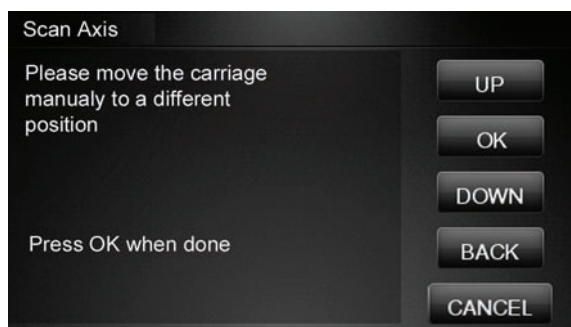 Scan Axis
Please move the carriage
manualy to a different
position
Press OK when done
UP
OK
DOWN
BACK
CANCEL